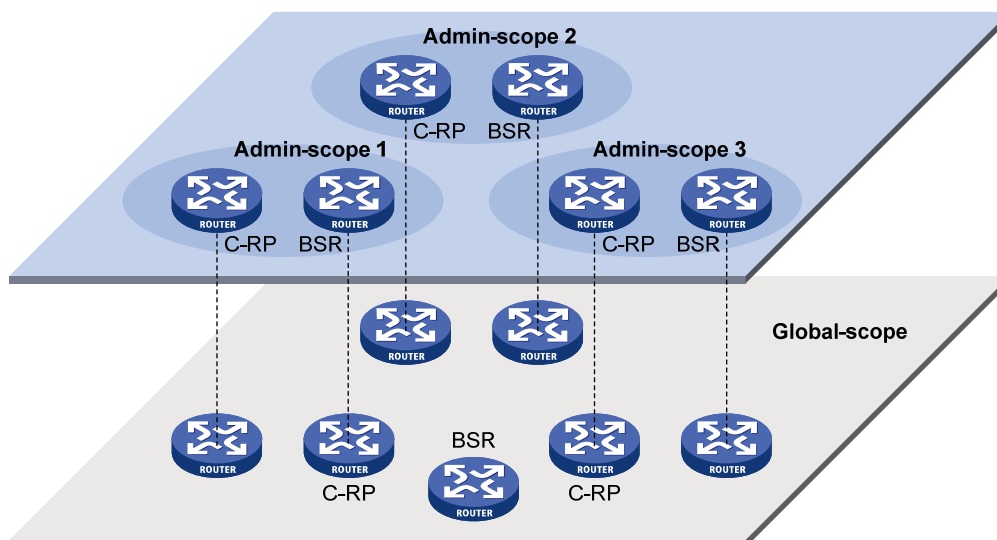 Admin-scope 2
ROUTER ROUTER
C-RP BSR
Admin-scope 1 Admin-scope 3
ROUTER ROUTER ROUTER ROUTER
C-RP BSR C-RP BSR
ROUTER ROUTER
Global-scope
ROUTER ROUTER BSR ROUTER ROUTER
C-RP ROUTER C-RP